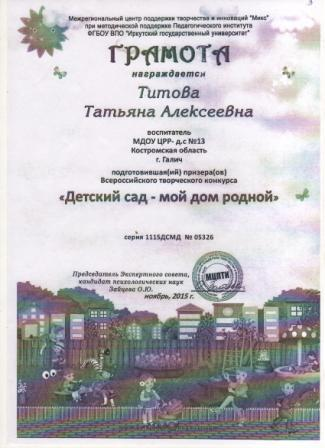 Межрегиональный центр поддержки творчества и инноваций "Микс"
при методической поддержке Педагогического института
ФГБОУ ВПО "Иркутский государственный университет"
ГРАМОТА
награждается
Титова
Татьяна Алексеевна
воспитатель
МДОУ ЦРР- д.с №13
Костромская область
г. Галич
подготовившая(ий) призера(ов)
Всероссийского творческого конкурса
«Детский сад - мой дом родной»
серия 1115ДСМД № 05326
Председатель Экспертного совета,
кандидат психологических наук
Зайцева О.Ю.
ноябрь, 2015 г.
МЦПТИ